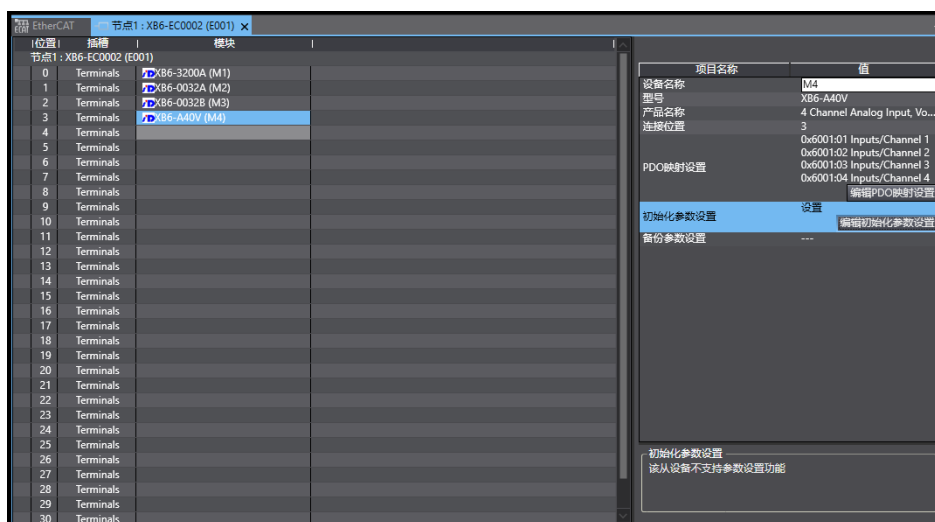 EtherCAT
节点1 : XB6-EC0002 (E001)
位置 插槽 模块
节点1 : XB6-EC0002 (E001)
0 Terminals XB6-3200A (M1)
1 Terminals XB6-0032A (M2)
2 Terminals XB6-0032B (M3)
3 Terminals XB6-A40V (M4)
4 Terminals
5 Terminals
6 Terminals
7 Terminals
8 Terminals
9 Terminals
10 Terminals
11 Terminals
12 Terminals
13 Terminals
14 Terminals
15 Terminals
16 Terminals
17 Terminals
18 Terminals
19 Terminals
20 Terminals
21 Terminals
22 Terminals
23 Terminals
24 Terminals
25 Terminals
26 Terminals
27 Terminals
28 Terminals
29 Terminals
30 Terminals
项目名称 值
设备名称 M4
型号 XB6-A40V
产品名称 4 Channel Analog Input, Vo...
连接位置 3
PDO映射设置
0x6001:01 Inputs/Channel 1
0x6001:02 Inputs/Channel 2
0x6001:03 Inputs/Channel 3
0x6001:04 Inputs/Channel 4
编辑PDO映射设置
初始化参数设置 设置
编辑初始化参数设置
备份参数设置 ---
初始化参数设置
该从设备不支持参数设置功能